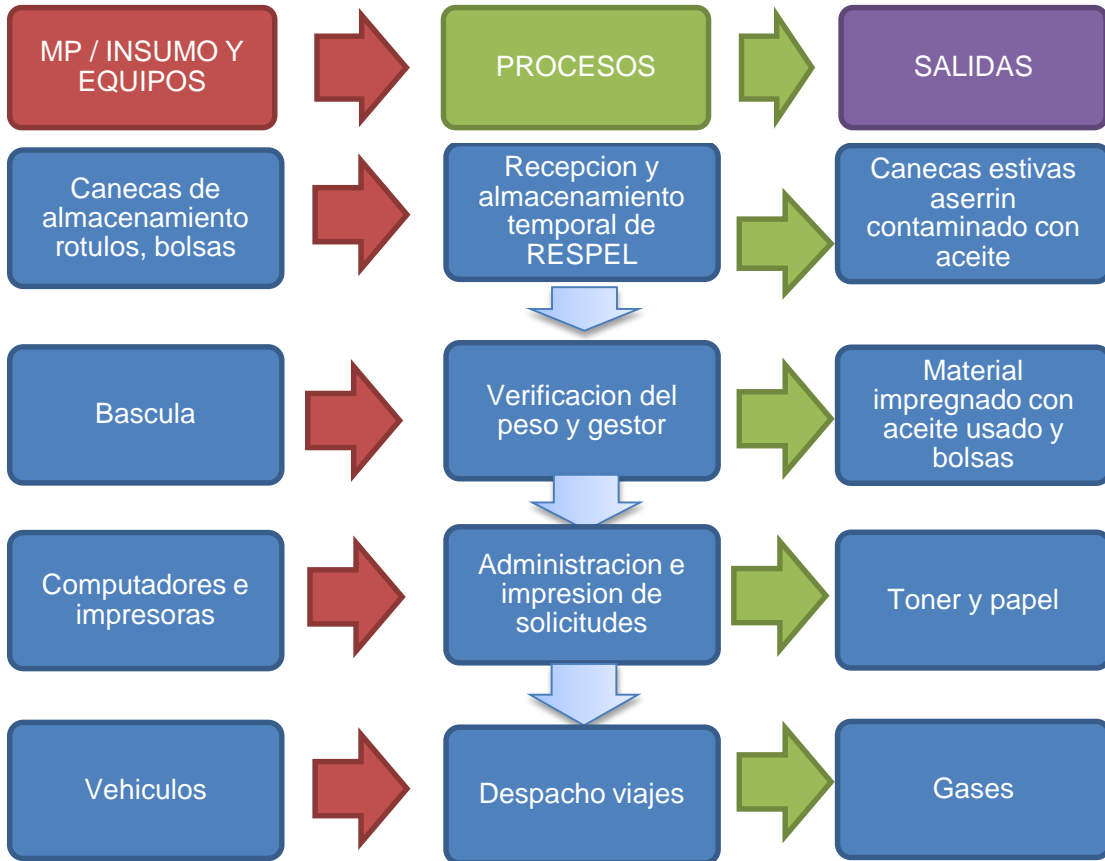 MP / INSUMO Y
EQUIPOS
PROCESOS
SALIDAS
Canecas de
almacenamiento
rotulos, bolsas
Recepcion y
almacenamiento
temporal de
RESPEL
Canecas estivas
aserrin
contaminado con
aceite
Bascula
Verificacion del
peso y gestor
Material
impregnado con
aceite usado y
bolsas
Computadores e
impresoras
Administracion e
impresion de
solicitudes
Toner y papel
Vehiculos
Despacho viajes
Gases